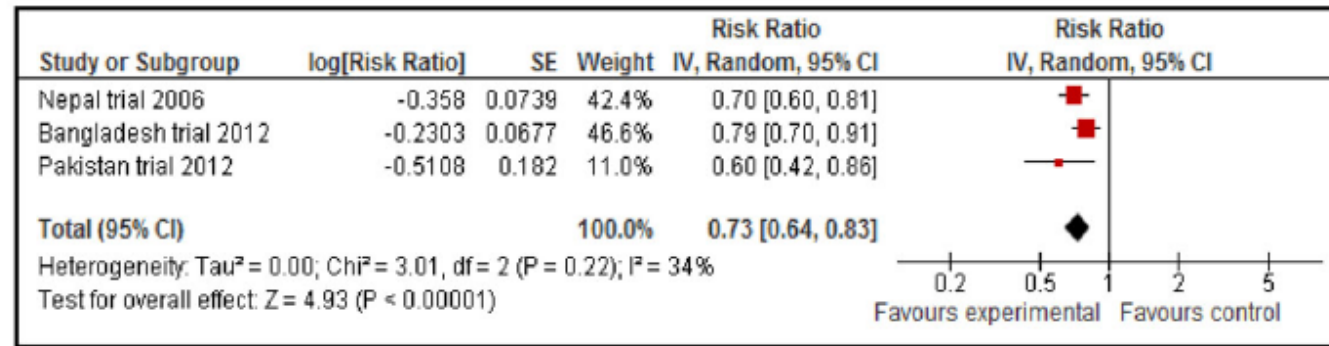 Risk Ratio Risk Ratio
Study or Subgroup log[Risk Ratio] SE Weight IV, Random, 95% CI IV, Random, 95% CI
Nepal trial 2006 -0.358 0.0739 42.4% 0.70 [0.60, 0.81]
Bangladesh trial 2012 -0.2303 0.0677 46.6% 0.79 [0.70, 0.91]
Pakistan trial 2012 -0.5108 0.182 11.0% 0.60 [0.42, 0.86]
Total (95% CI) 100.0% 0.73 [0.64, 0.83]
Heterogeneity: Tau² = 0.00; Chi² = 3.01, df = 2 (P = 0.22); I² = 34%
Test for overall effect: Z = 4.93 (P < 0.00001)
0.2 0.5 1 2 5
Favours experimental Favours control